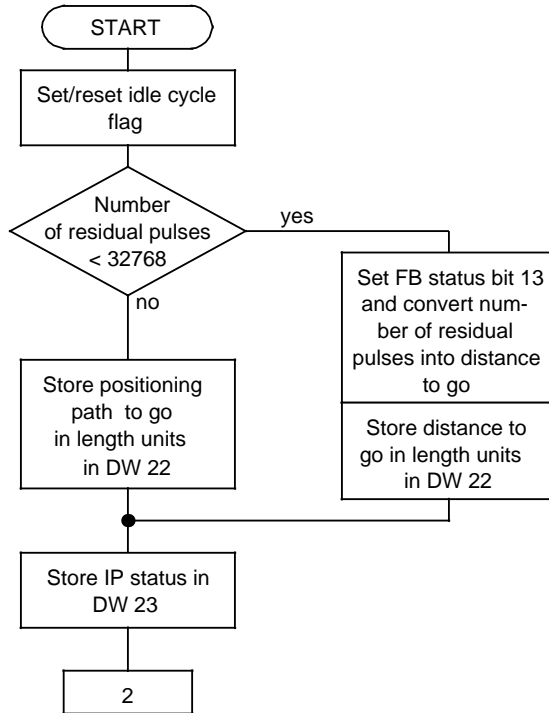 START
Set/reset idle cycle
flag
Number
of residual pulses
< 32768
yes
no
Set FB status bit 13
and convert num-
ber of residual
pulses into distance
to go
Store positioning
path to go
in length units
in DW 22
Store distance to
go in length units
in DW 22
Store IP status in
DW 23
2